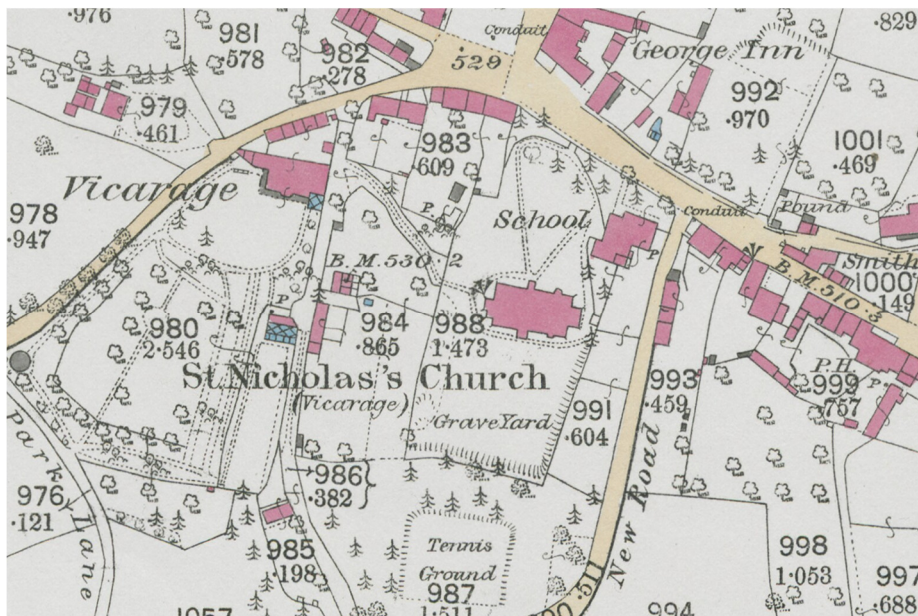 ·976
981
·578
982
·278
Conduit
529
George Inn
·829
979
·461
992
·970
1001
·469
983
·609
Vicarage
978
·947
P.
School
Conduit
Pound
B.M. 530·2
P
Smith
1000
·149
B.M. 510·3
P
980
2·546
984
·865
988
1·473
St. Nicholas's Church
(Vicarage)
Grave Yard
991
·604
993
·459
P.H.
999
·757
P.
Park Lane
976
·121
986
·382
New Road
985
·198
Tennis
Ground
987
1·511
998
1·053
997
·688
994
1057